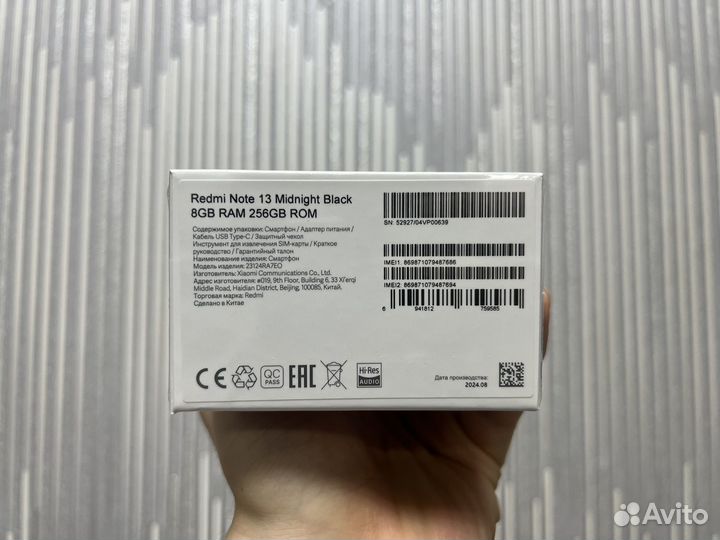 Redmi Note 13 Midnight Black
8GB RAM 256GB ROM
Содержимое упаковки: Смартфон / Адаптер питания /
Кабель USB Type-C / Защитный чехол
Инструмент для извлечения SIM-карты / Краткое
руководство / Гарантийный талон
Наименование изделия: Смартфон
Модель изделия: 23124RA7EO
Изготовитель: Xiaomi Communications Co., Ltd.
Адрес изготовителя: #019, 9th Floor, Building 6, 33 Xi'erqi
Middle Road, Haidian District, Beijing, 100085, Китай.
Торговая марка: Redmi
Сделано в Китае
SN: 52927/04VP00639
IMEI1: 869871079487686
IMEI2: 869871079487694
6 941812 759585
CE
QC
PASS
EAC
Hi-Res
AUDIO
Дата производства:
2024.08
Avito